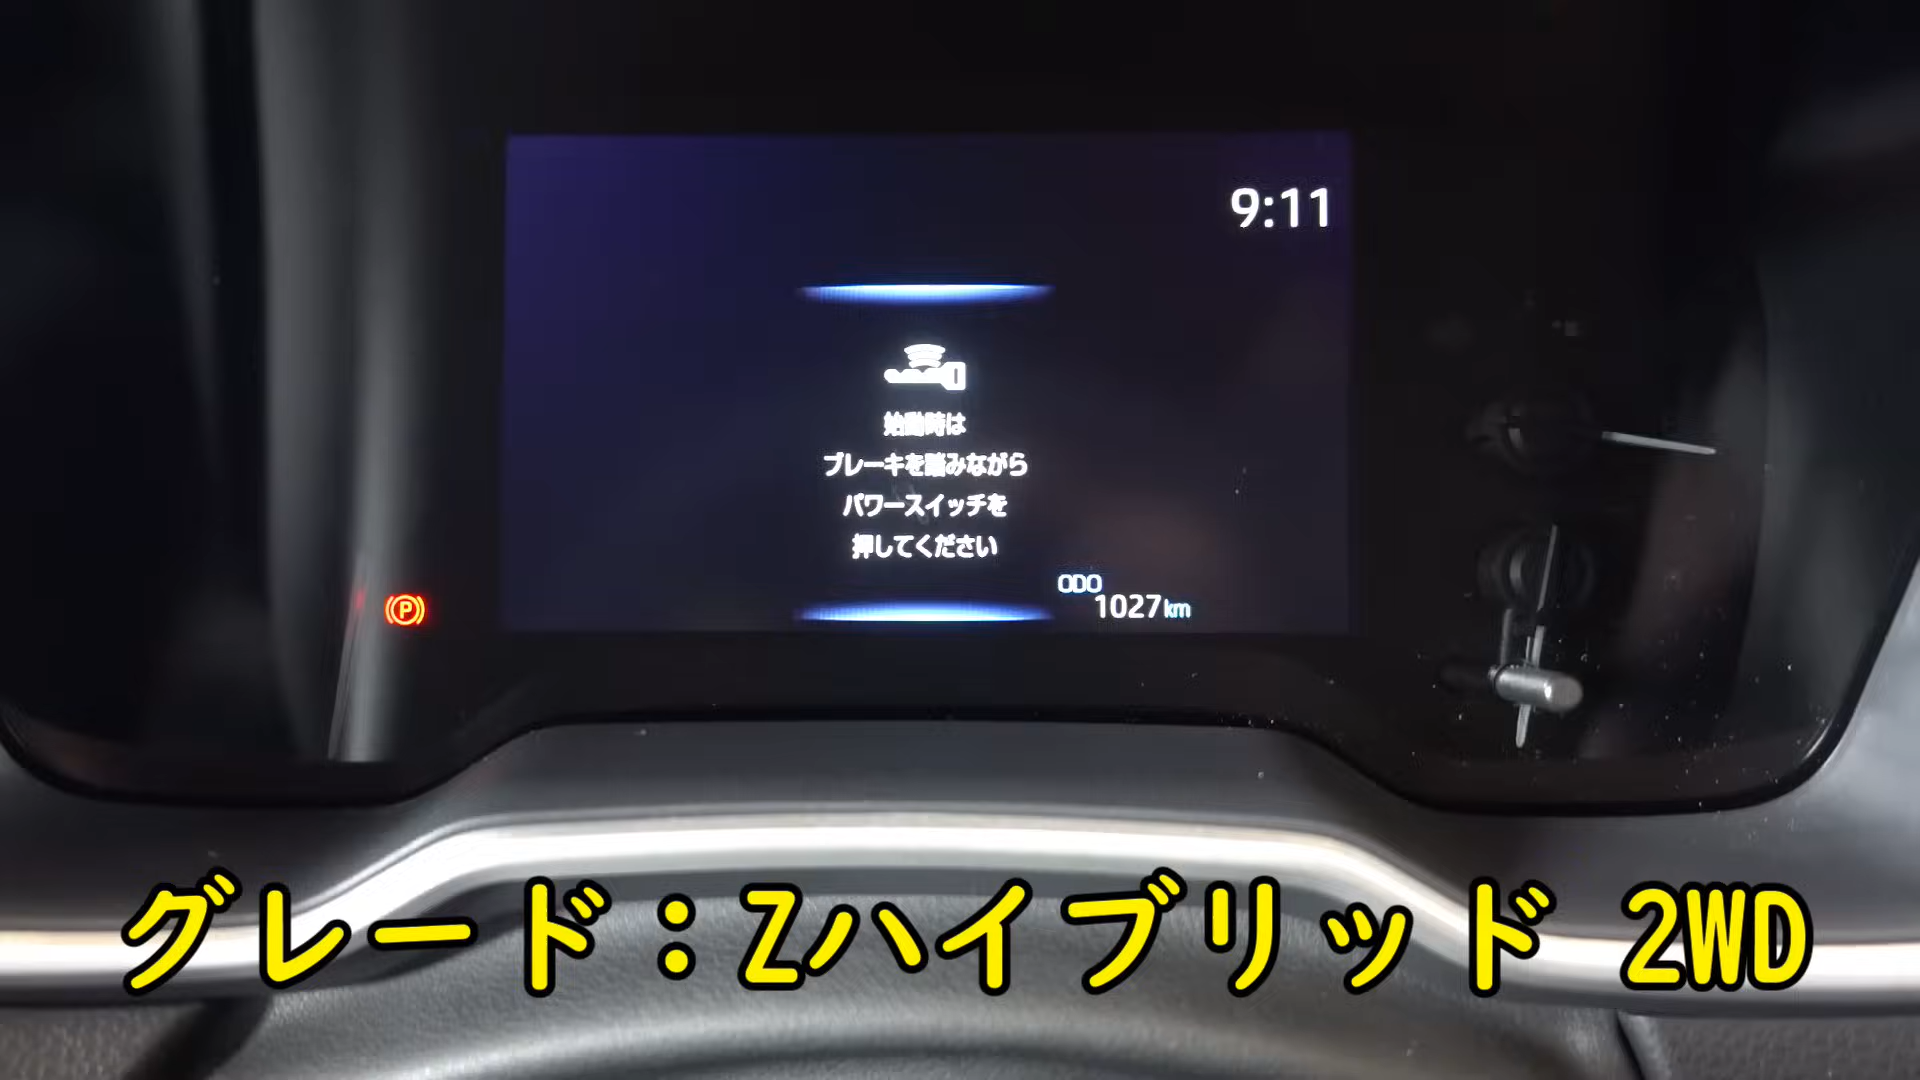 9:11
始動時は
ブレーキを踏みながら
パワースイッチを
押してください
ODO
1027km
P
グレード：Zハイブリッド 2WD